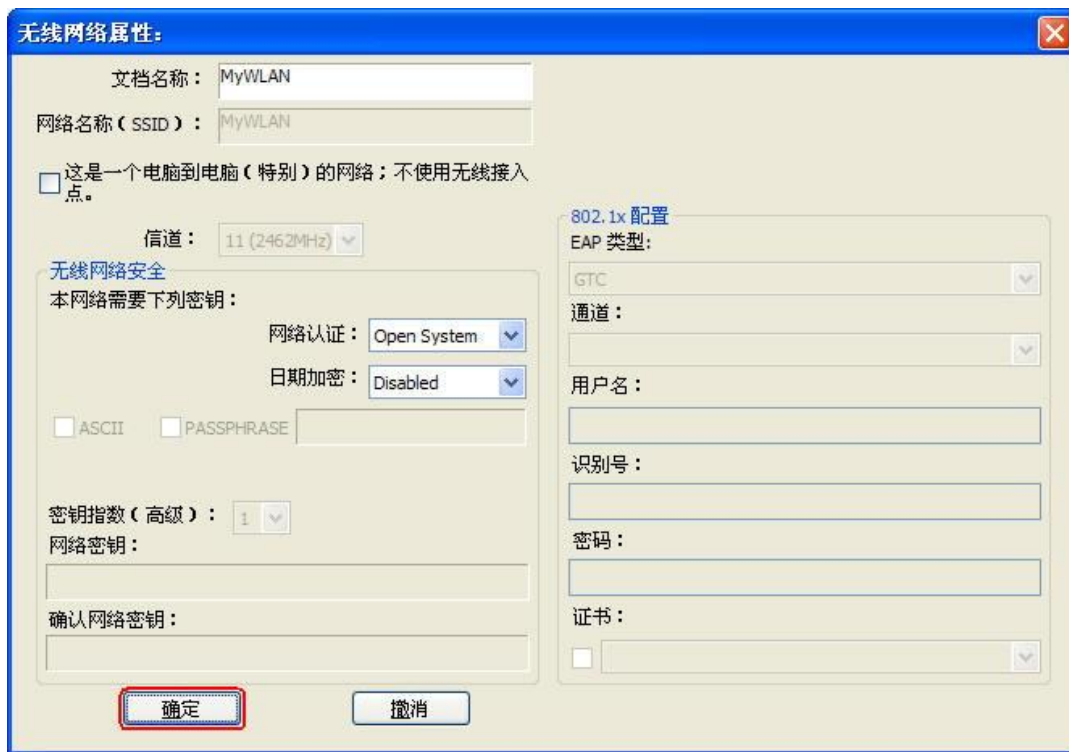 无线网络属性:
文档名称： MyWLAN
网络名称(SSID)： MyWLAN
这是一个电脑到电脑(特别)的网络；不使用无线接入
点。
信道： 11 (2462MHz)
无线网络安全
本网络需要下列密钥：
网络认证： Open System
日期加密： Disabled
ASCII PASSPHRASE
密钥指数(高级)： 1
网络密钥：
确认网络密钥：
确定 撤消
802.1x 配置
EAP 类型:
GTC
通道：
用户名：
识别号：
密码：
证书：